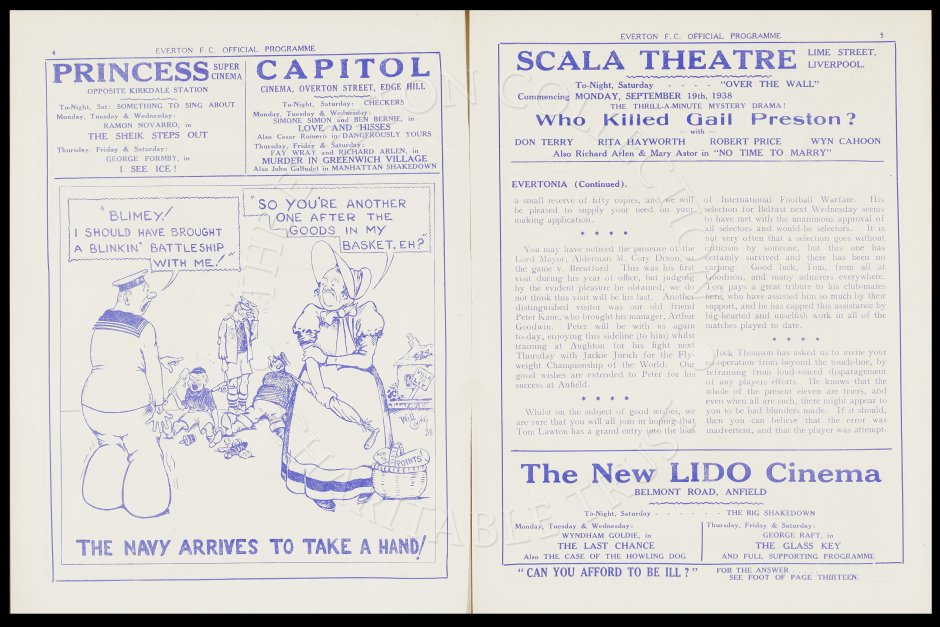 4
EVERTON F. C. OFFICIAL PROGRAMME
PRINCESS SUPER CINEMA
OPPOSITE KIRKDALE STATION
To-Night, Sat: SOMETHING TO SING ABOUT
Monday, Tuesday & Wednesday:
RAMON NOVARRO, in
THE SHEIK STEPS OUT
Thursday, Friday & Saturday:
GEORGE FORMBY, in
I SEE ICE!
CAPITOL
CINEMA, OVERTON STREET, EDGE HILL
To-Night, Saturday: CHECKERS
Monday, Tuesday & Wednesday:
SIMONE SIMON and BEN BERNIE, in
LOVE AND HISSES
Also Cesar Romero in DANGEROUSLY YOURS
Thursday, Friday & Saturday:
FAY WRAY and RICHARD ARLEN, in
MURDER IN GREENWICH VILLAGE
Also John Galludet in MANHATTAN SHAKEDOWN
"BLIMEY!
I SHOULD HAVE BROUGHT
A BLINKIN' BATTLESHIP
WITH ME!"
"SO YOU'RE ANOTHER
ONE AFTER THE
GOODS IN MY
BASKET, EH?"
POINTS
THE NAVY ARRIVES TO TAKE A HAND!
EVERTON F. C. OFFICIAL PROGRAMME
5
SCALA THEATRE LIME STREET,
LIVERPOOL.
To-Night, Saturday - - - - "OVER THE WALL"
Commencing MONDAY, SEPTEMBER 19th, 1938
THE THRILL-A-MINUTE MYSTERY DRAMA!
Who Killed Gail Preston?
with
DON TERRY RITA HAYWORTH ROBERT PRICE WYN CAHOON
Also Richard Arlen & Mary Astor in "NO TIME TO MARRY"
EVERTONIA (Continued).
a small reserve of fifty copies, and we will
be pleased to supply your need on your
making application.
* * * *
You may have noticed the presence of the
Lord Mayor, Alderman M. Cory Dixon, at
the game v. Brentford. This was his first
visit during his year of office, but judging
by the evident pleasure he obtained, we do
not think this visit will be his last. Another
distinguished visitor was our old friend
Peter Kane, who brought his manager, Arthur
Goodwin. Peter will be with us again
to-day, enjoying this sideline (to him) whilst
training at Aughton for his fight next
Thursday with Jackie Jurich for the Fly-
weight Championship of the World. Our
good wishes are extended to Peter for his
success at Anfield.
* * * *
Whilst on the subject of good wishes, we
are sure that you will all join in hoping that
Tom Lawton has a grand entry into the lists
of International Football Warfare. His
selection for Belfast next Wednesday seems
to have met with the unanimous approval of
all selectors and would-be selectors. It is
not very often that a selection goes without
criticism by someone, but this one has
certainly survived and there has been no
carping. Good luck, Tom, from all at
Goodison, and many admirers everywhere.
Tom pays a great tribute to his club-mates
here, who have assisted him so much by their
support, and he has capped this assistance by
big-hearted and unselfish work in all of the
matches played to date.
* * * *
Jock Thomson has asked us to invite your
co-operation from beyond the touch-line, by
refraining from loud-voiced disparagement
of any players efforts. He knows that the
whole of the present eleven are triers, and
even when all are such, there might appear to
you to be bad blunders made. If it should,
then you can believe that the error was
inadvertent, and that the player was attempt-
The New LIDO Cinema
BELMONT ROAD, ANFIELD
To-Night, Saturday - - - - - - THE BIG SHAKEDOWN
Monday, Tuesday & Wednesday:
WYNDHAM GOLDIE, in
THE LAST CHANCE
Also THE CASE OF THE HOWLING DOG
Thursday, Friday & Saturday:
GEORGE RAFT, in
THE GLASS KEY
AND FULL SUPPORTING PROGRAMME
"CAN YOU AFFORD TO BE ILL?" FOR THE ANSWER . . . . .
SEE FOOT OF PAGE THIRTEEN.